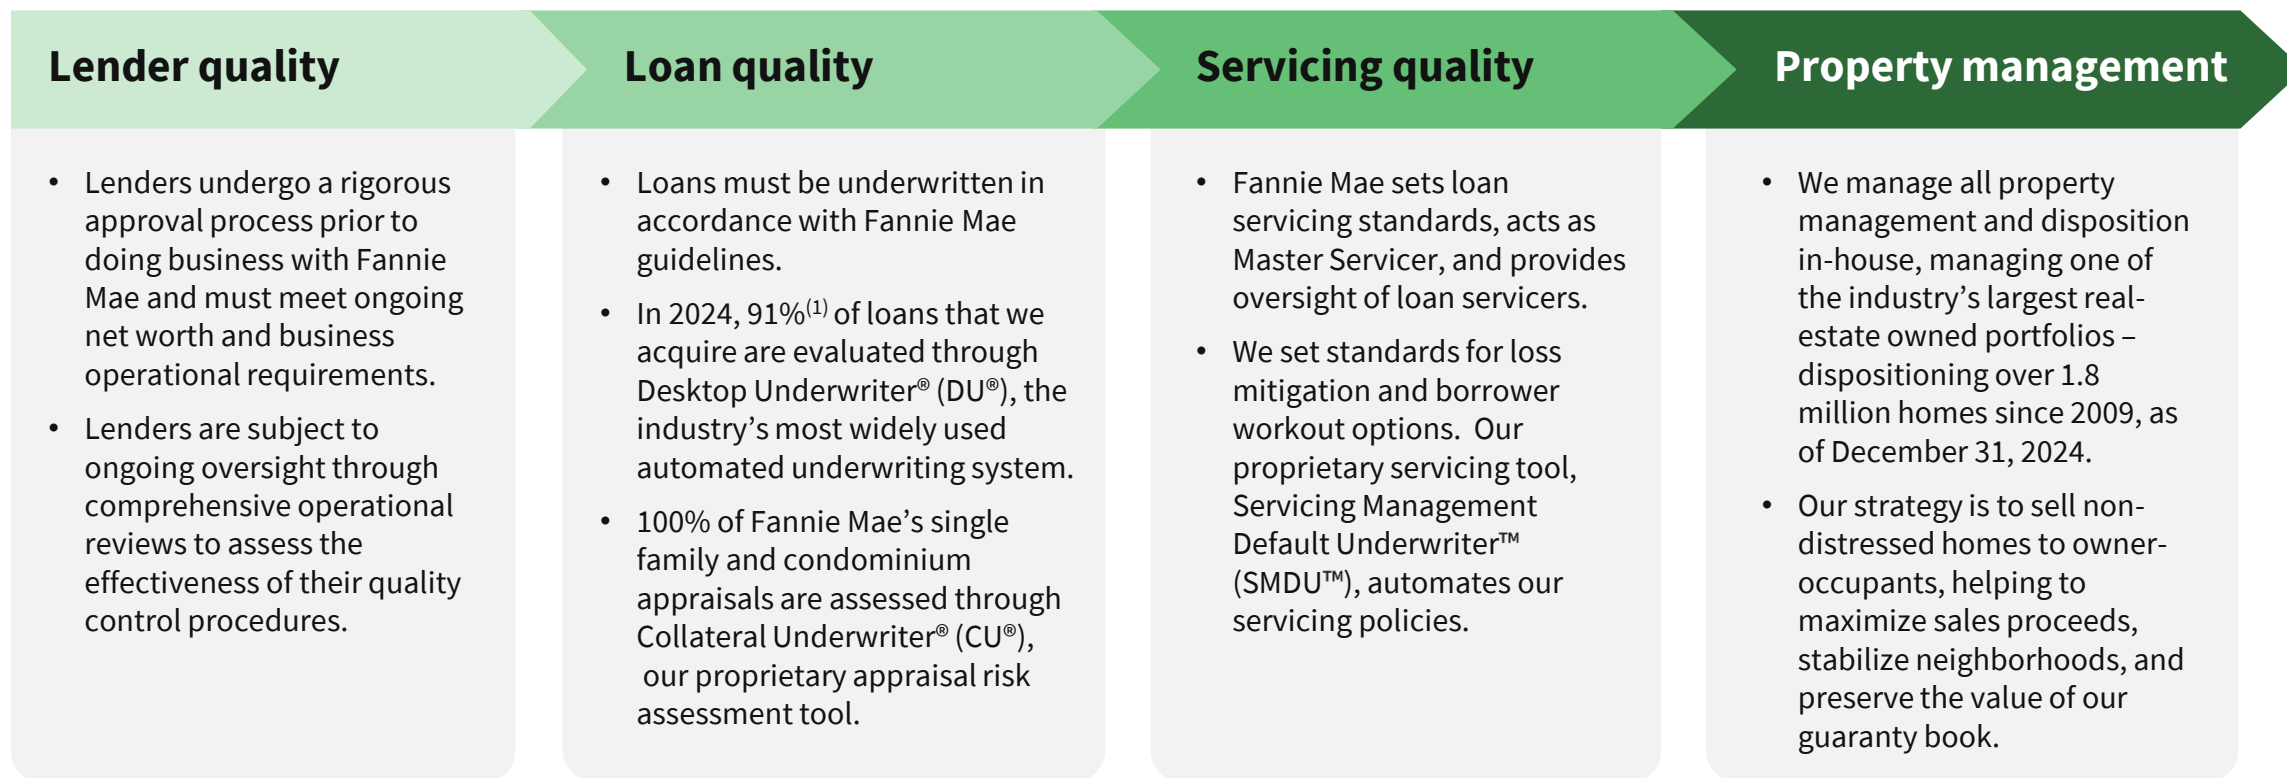 Lender quality
• Lenders undergo a rigorous
approval process prior to
doing business with Fannie
Mae and must meet ongoing
net worth and business
operational requirements.
• Lenders are subject to
ongoing oversight through
comprehensive operational
reviews to assess the
effectiveness of their quality
control procedures.
Loan quality
• Loans must be underwritten in
accordance with Fannie Mae
guidelines.
• In 2024, 91%(1) of loans that we
acquire are evaluated through
Desktop Underwriter® (DU®), the
industry’s most widely used
automated underwriting system.
• 100% of Fannie Mae’s single
family and condominium
appraisals are assessed through
Collateral Underwriter® (CU®),
our proprietary appraisal risk
assessment tool.
Servicing quality
• Fannie Mae sets loan
servicing standards, acts as
Master Servicer, and provides
oversight of loan servicers.
• We set standards for loss
mitigation and borrower
workout options.  Our
proprietary servicing tool,
Servicing Management
Default Underwriter™
(SMDU™), automates our
servicing policies.
Property management
• We manage all property
management and disposition
in-house, managing one of
the industry’s largest real-
estate owned portfolios –
dispositioning over 1.8
million homes since 2009, as
of December 31, 2024.
• Our strategy is to sell non-
distressed homes to owner-
occupants, helping to
maximize sales proceeds,
stabilize neighborhoods, and
preserve the value of our
guaranty book.